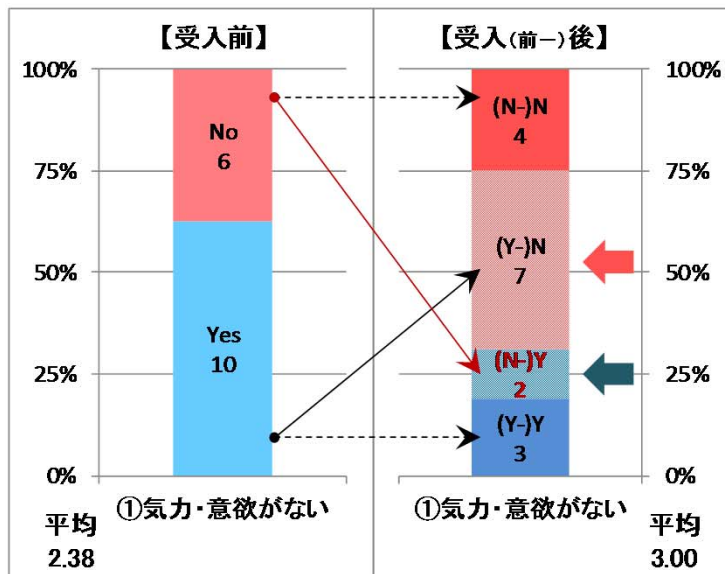 【受入前】
100%
75%
50%
25%
0%
No
6
Yes
10
①気力・意欲がない
平均
2.38
【受入(前ー)後】
(N-)N
4
(Y-)N
7
(N-)Y
2
(Y-)Y
3
100%
75%
50%
25%
0%
①気力・意欲がない
平均
3.00